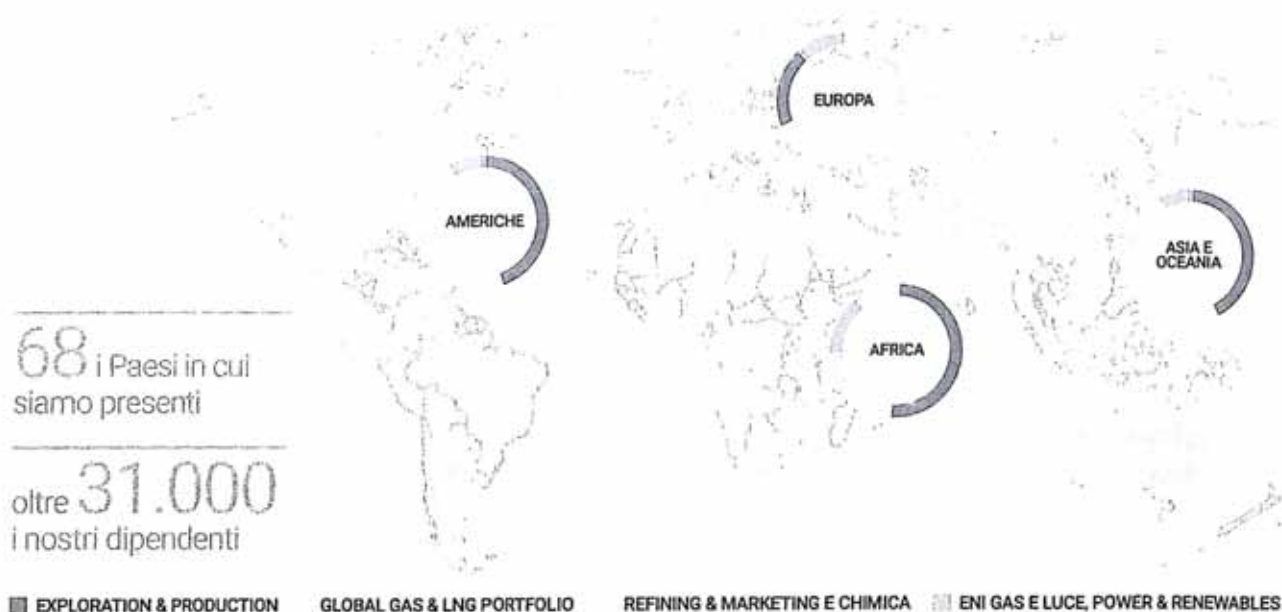 EUROPA
AMERICHE
ASIA E
OCEANIA
AFRICA
68 i Paesi in cui
siamo presenti
oltre 31.000
i nostri dipendenti
EXPLORATION & PRODUCTION GLOBAL GAS & LNG PORTFOLIO REFINING & MARKETING E CHIMICA ENI GAS E LUCE, POWER & RENEWABLES